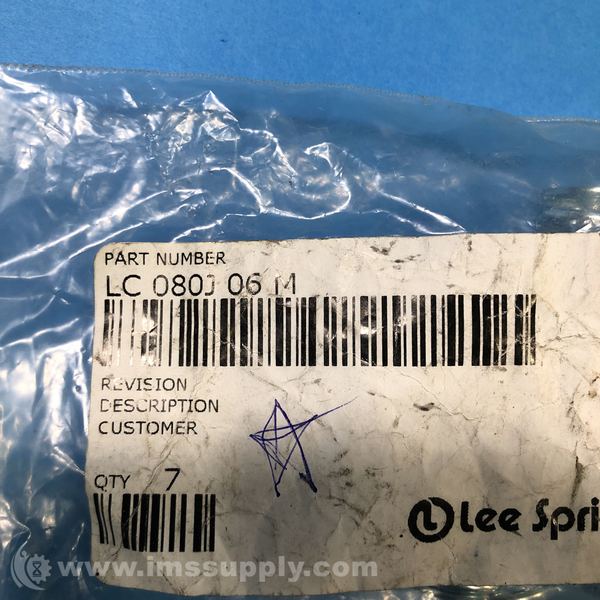 PART NUMBER
LC 080J 06 M
REVISION
DESCRIPTION
CUSTOMER
QTY 7
Lee Spri
www.imssupply.com